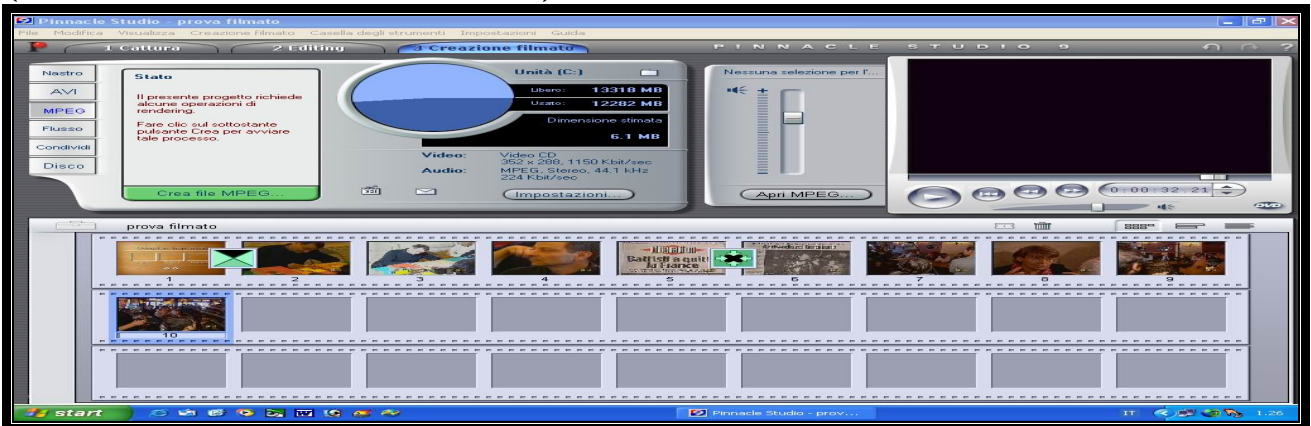 Pinnacle Studio - prova filmato
File Modifica Visualizza Creazione filmato Casella degli strumenti Impostazioni Guida
1 Cattura 2 Editing 3 Creazione filmato PINNACLE STUDIO 9 ?
Nastro
AVI
MPEG
Flusso
Condividi
Disco
Stato
Il presente progetto richiede
alcune operazioni di
rendering.
Fare clic sul sottostante
pulsante Crea per avviare
tale processo.
Crea file MPEG...
Unità (C:)
Libero: 13318 MB
Usato: 12282 MB
Dimensione stimata
6.1 MB
Video: Video CD
352 x 288, 1150 Kbit/sec
Audio: MPEG, Stereo, 44.1 kHz
224 Kbit/sec
Impostazioni...
Nessuna selezione per l'...
Apri MPEG...
0:00:32.21
DVD
prova filmato
Battisti a quit
la France
1 2 3 4 5 6 7 8 9
10
start Pinnacle Studio - prov... IT 1.26